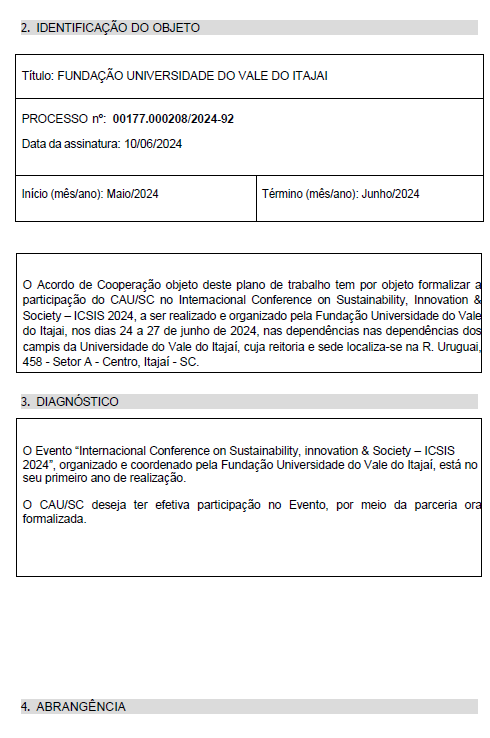 2. IDENTIFICAÇÃO DO OBJETO
Título: FUNDAÇÃO UNIVERSIDADE DO VALE DO ITAJAI
PROCESSO nº: 00177.000208/2024-92
Data da assinatura: 10/06/2024
Início (mês/ano): Maio/2024
Término (mês/ano): Junho/2024
O Acordo de Cooperação objeto deste plano de trabalho tem por objeto formalizar a
participação do CAU/SC no Internacional Conference on Sustainability, Innovation &
Society – ICSIS 2024, a ser realizado e organizado pela Fundação Universidade do Vale
do Itajai, nos dias 24 a 27 de junho de 2024, nas dependências nas dependências dos
campis da Universidade do Vale do Itajaí, cuja reitoria e sede localiza-se na R. Uruguai,
458 - Setor A - Centro, Itajaí - SC.
3. DIAGNÓSTICO
O Evento “Internacional Conference on Sustainability, innovation & Society – ICSIS
2024”, organizado e coordenado pela Fundação Universidade do Vale do Itajaí, está no
seu primeiro ano de realização.
O CAU/SC deseja ter efetiva participação no Evento, por meio da parceria ora
formalizada.
4. ABRANGÊNCIA